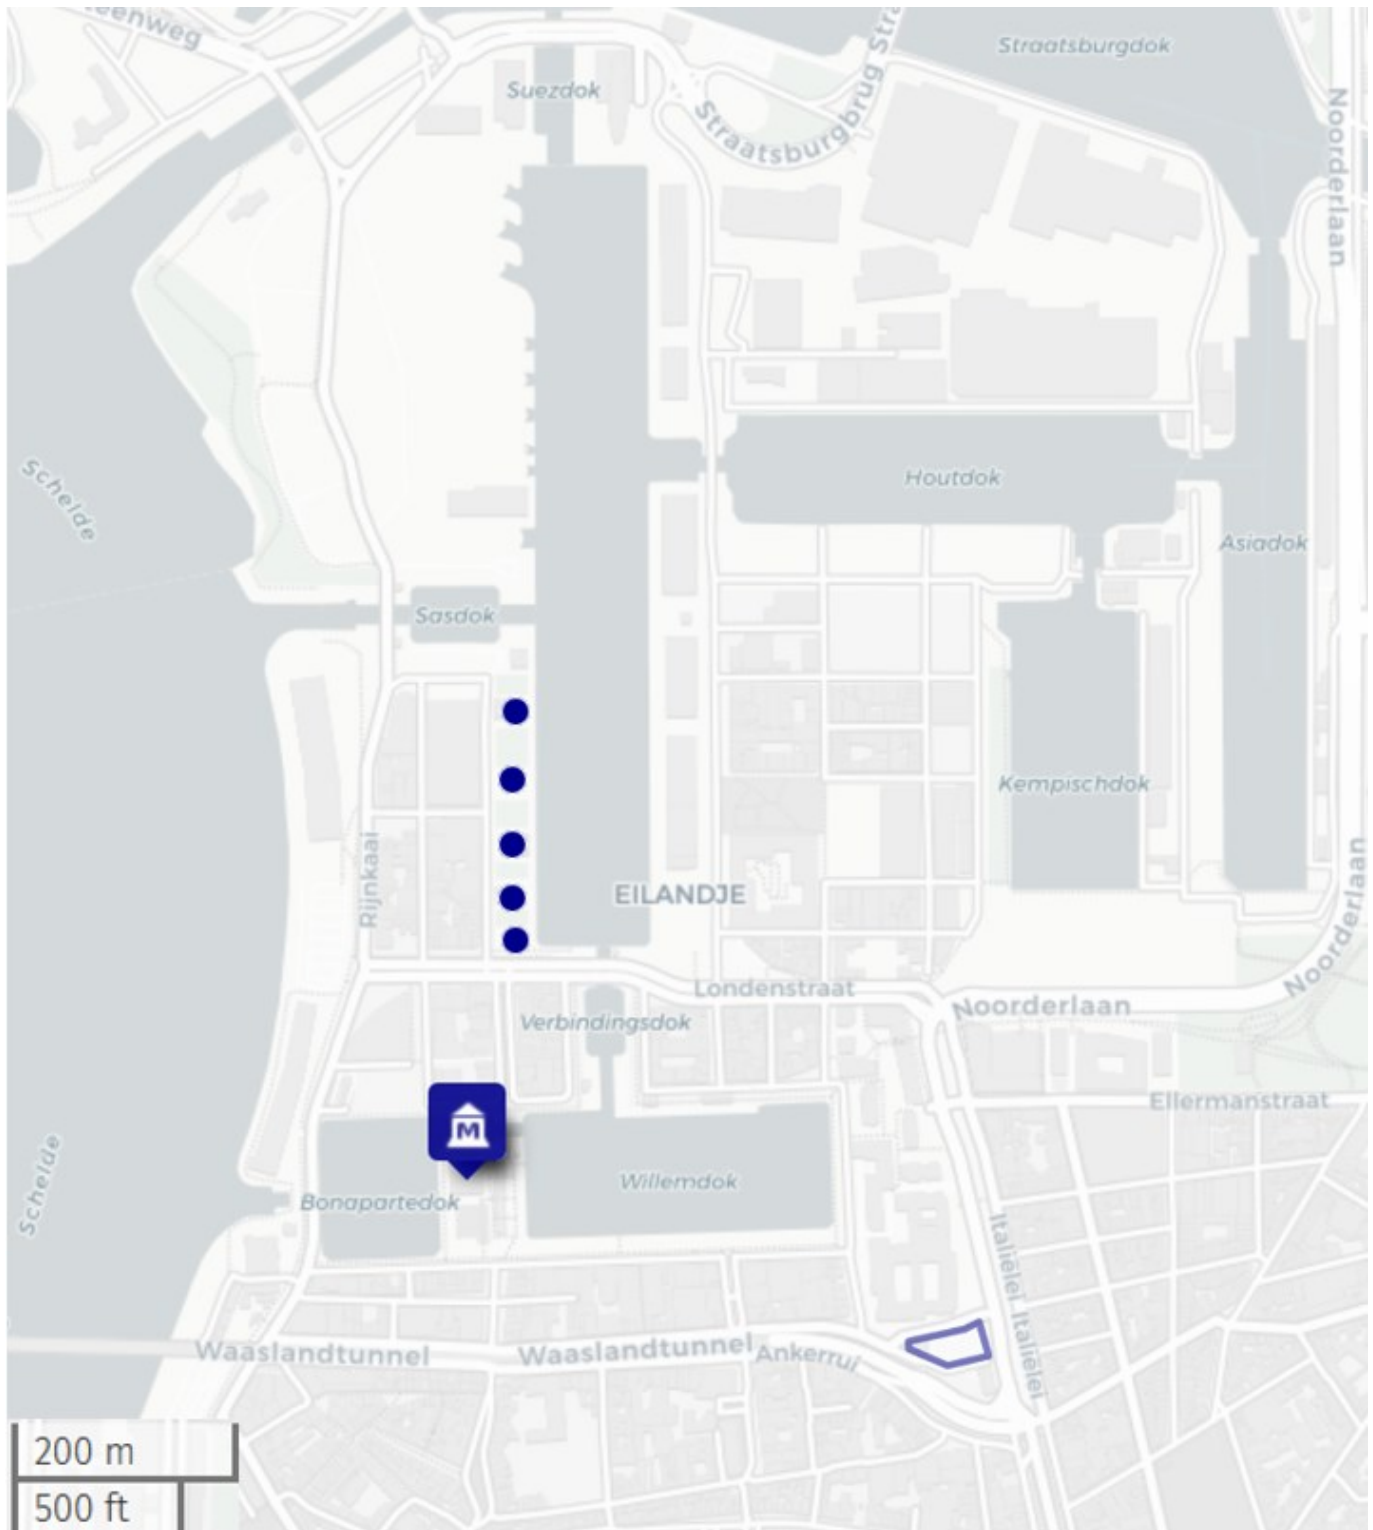 eenweg
Straatsburgdok
Suezdok
Straatsburgbrug Stra
Noorderlaan
Schelde
Houtdok
Asiadok
Sasdok
Kempischdok
Rijnkaai
EILANDJE
Noorderlaan
Londenstraat
Noorderlaan
Verbindingsdok
Ellermanstraat
M
Schelde
Willemdok
Bonapartedok
Italiëlei Italiëlei
Waaslandtunnel
Waaslandtunnel
Ankerrui
200 m
500 ft